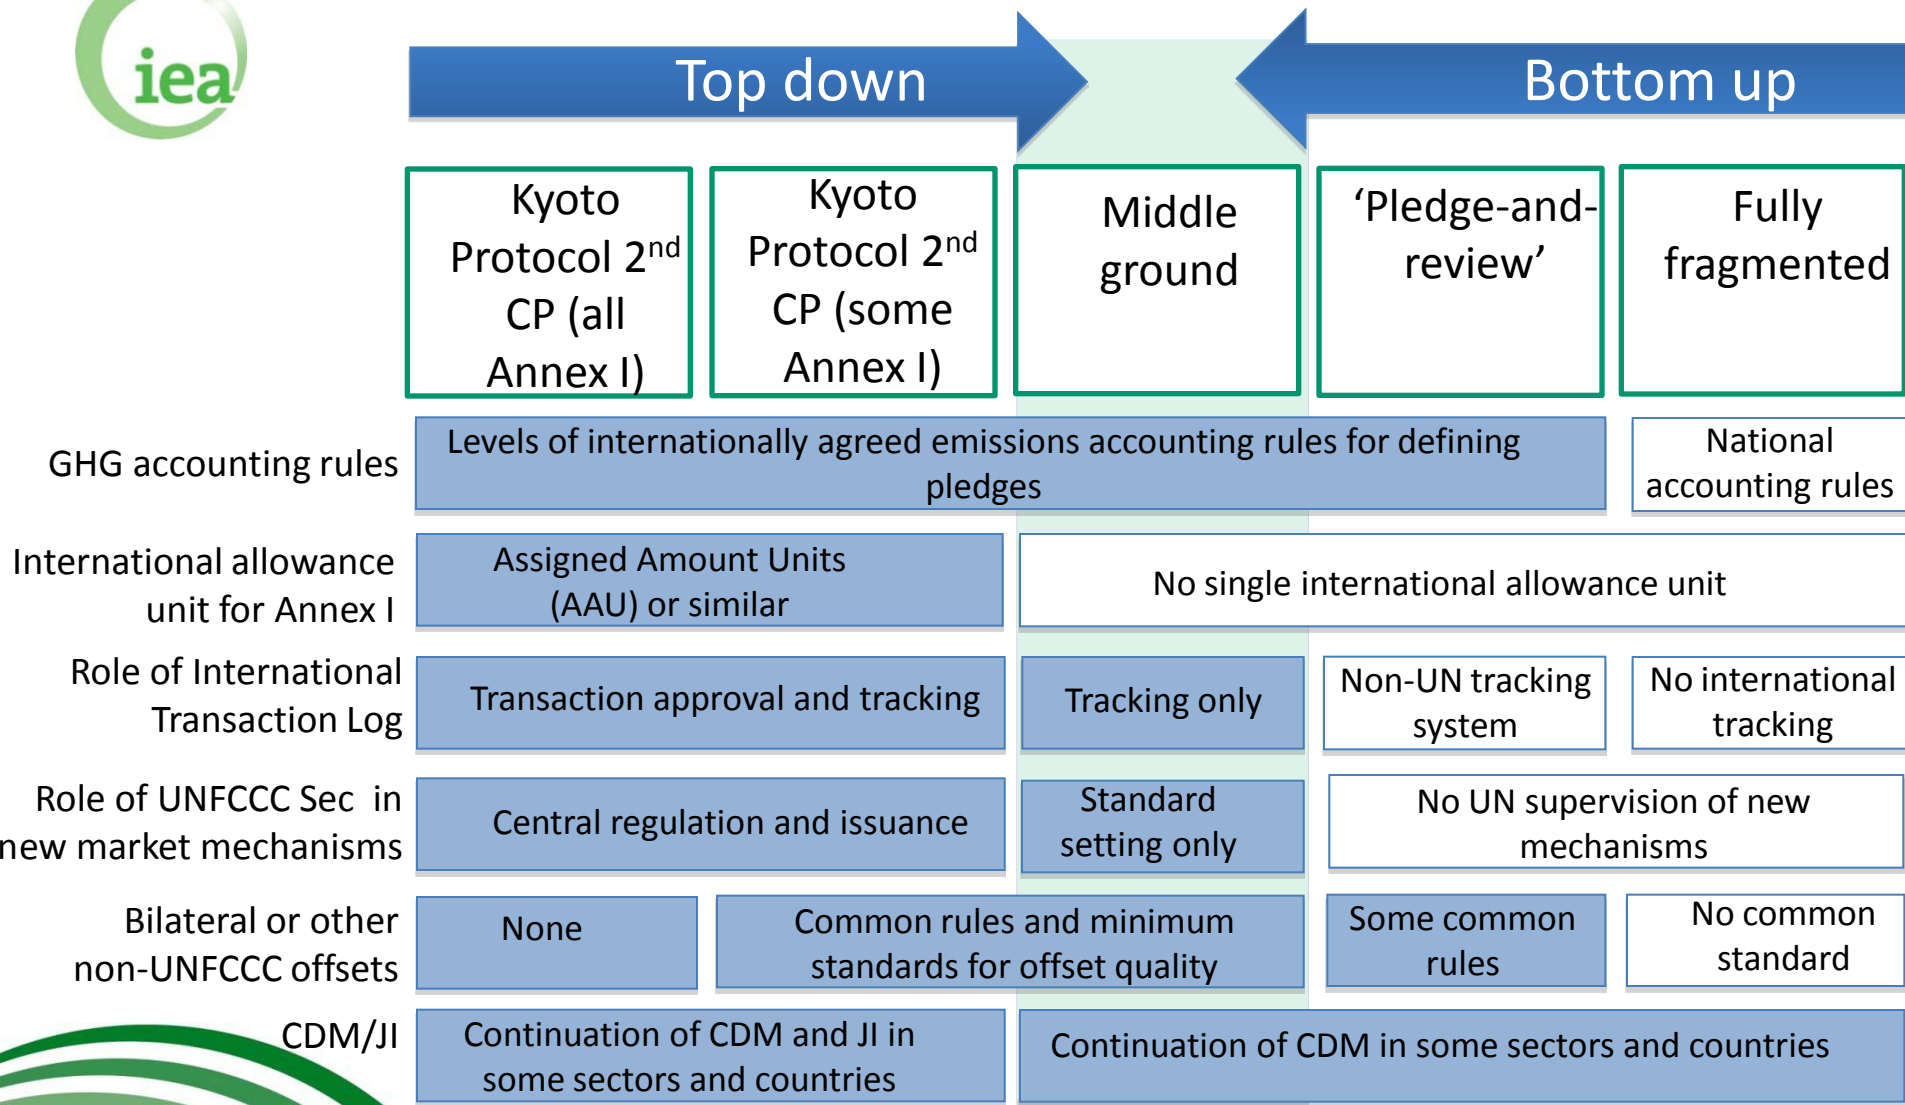 iea
Top down
Bottom up
Kyoto
Protocol 2nd
CP (all
Annex I)
Kyoto
Protocol 2nd
CP (some
Annex I)
Middle
ground
‘Pledge-and-
review’
Fully
fragmented
GHG accounting rules
Levels of internationally agreed emissions accounting rules for defining
pledges
National
accounting rules
International allowance
unit for Annex I
Assigned Amount Units
(AAU) or similar
No single international allowance unit
Role of International
Transaction Log
Transaction approval and tracking
Tracking only
Non-UN tracking
system
No international
tracking
Role of UNFCCC Sec in
new market mechanisms
Central regulation and issuance
Standard
setting only
No UN supervision of new
mechanisms
Bilateral or other
non-UNFCCC offsets
None
Common rules and minimum
standards for offset quality
Some common
rules
No common
standard
CDM/JI
Continuation of CDM and JI in
some sectors and countries
Continuation of CDM in some sectors and countries